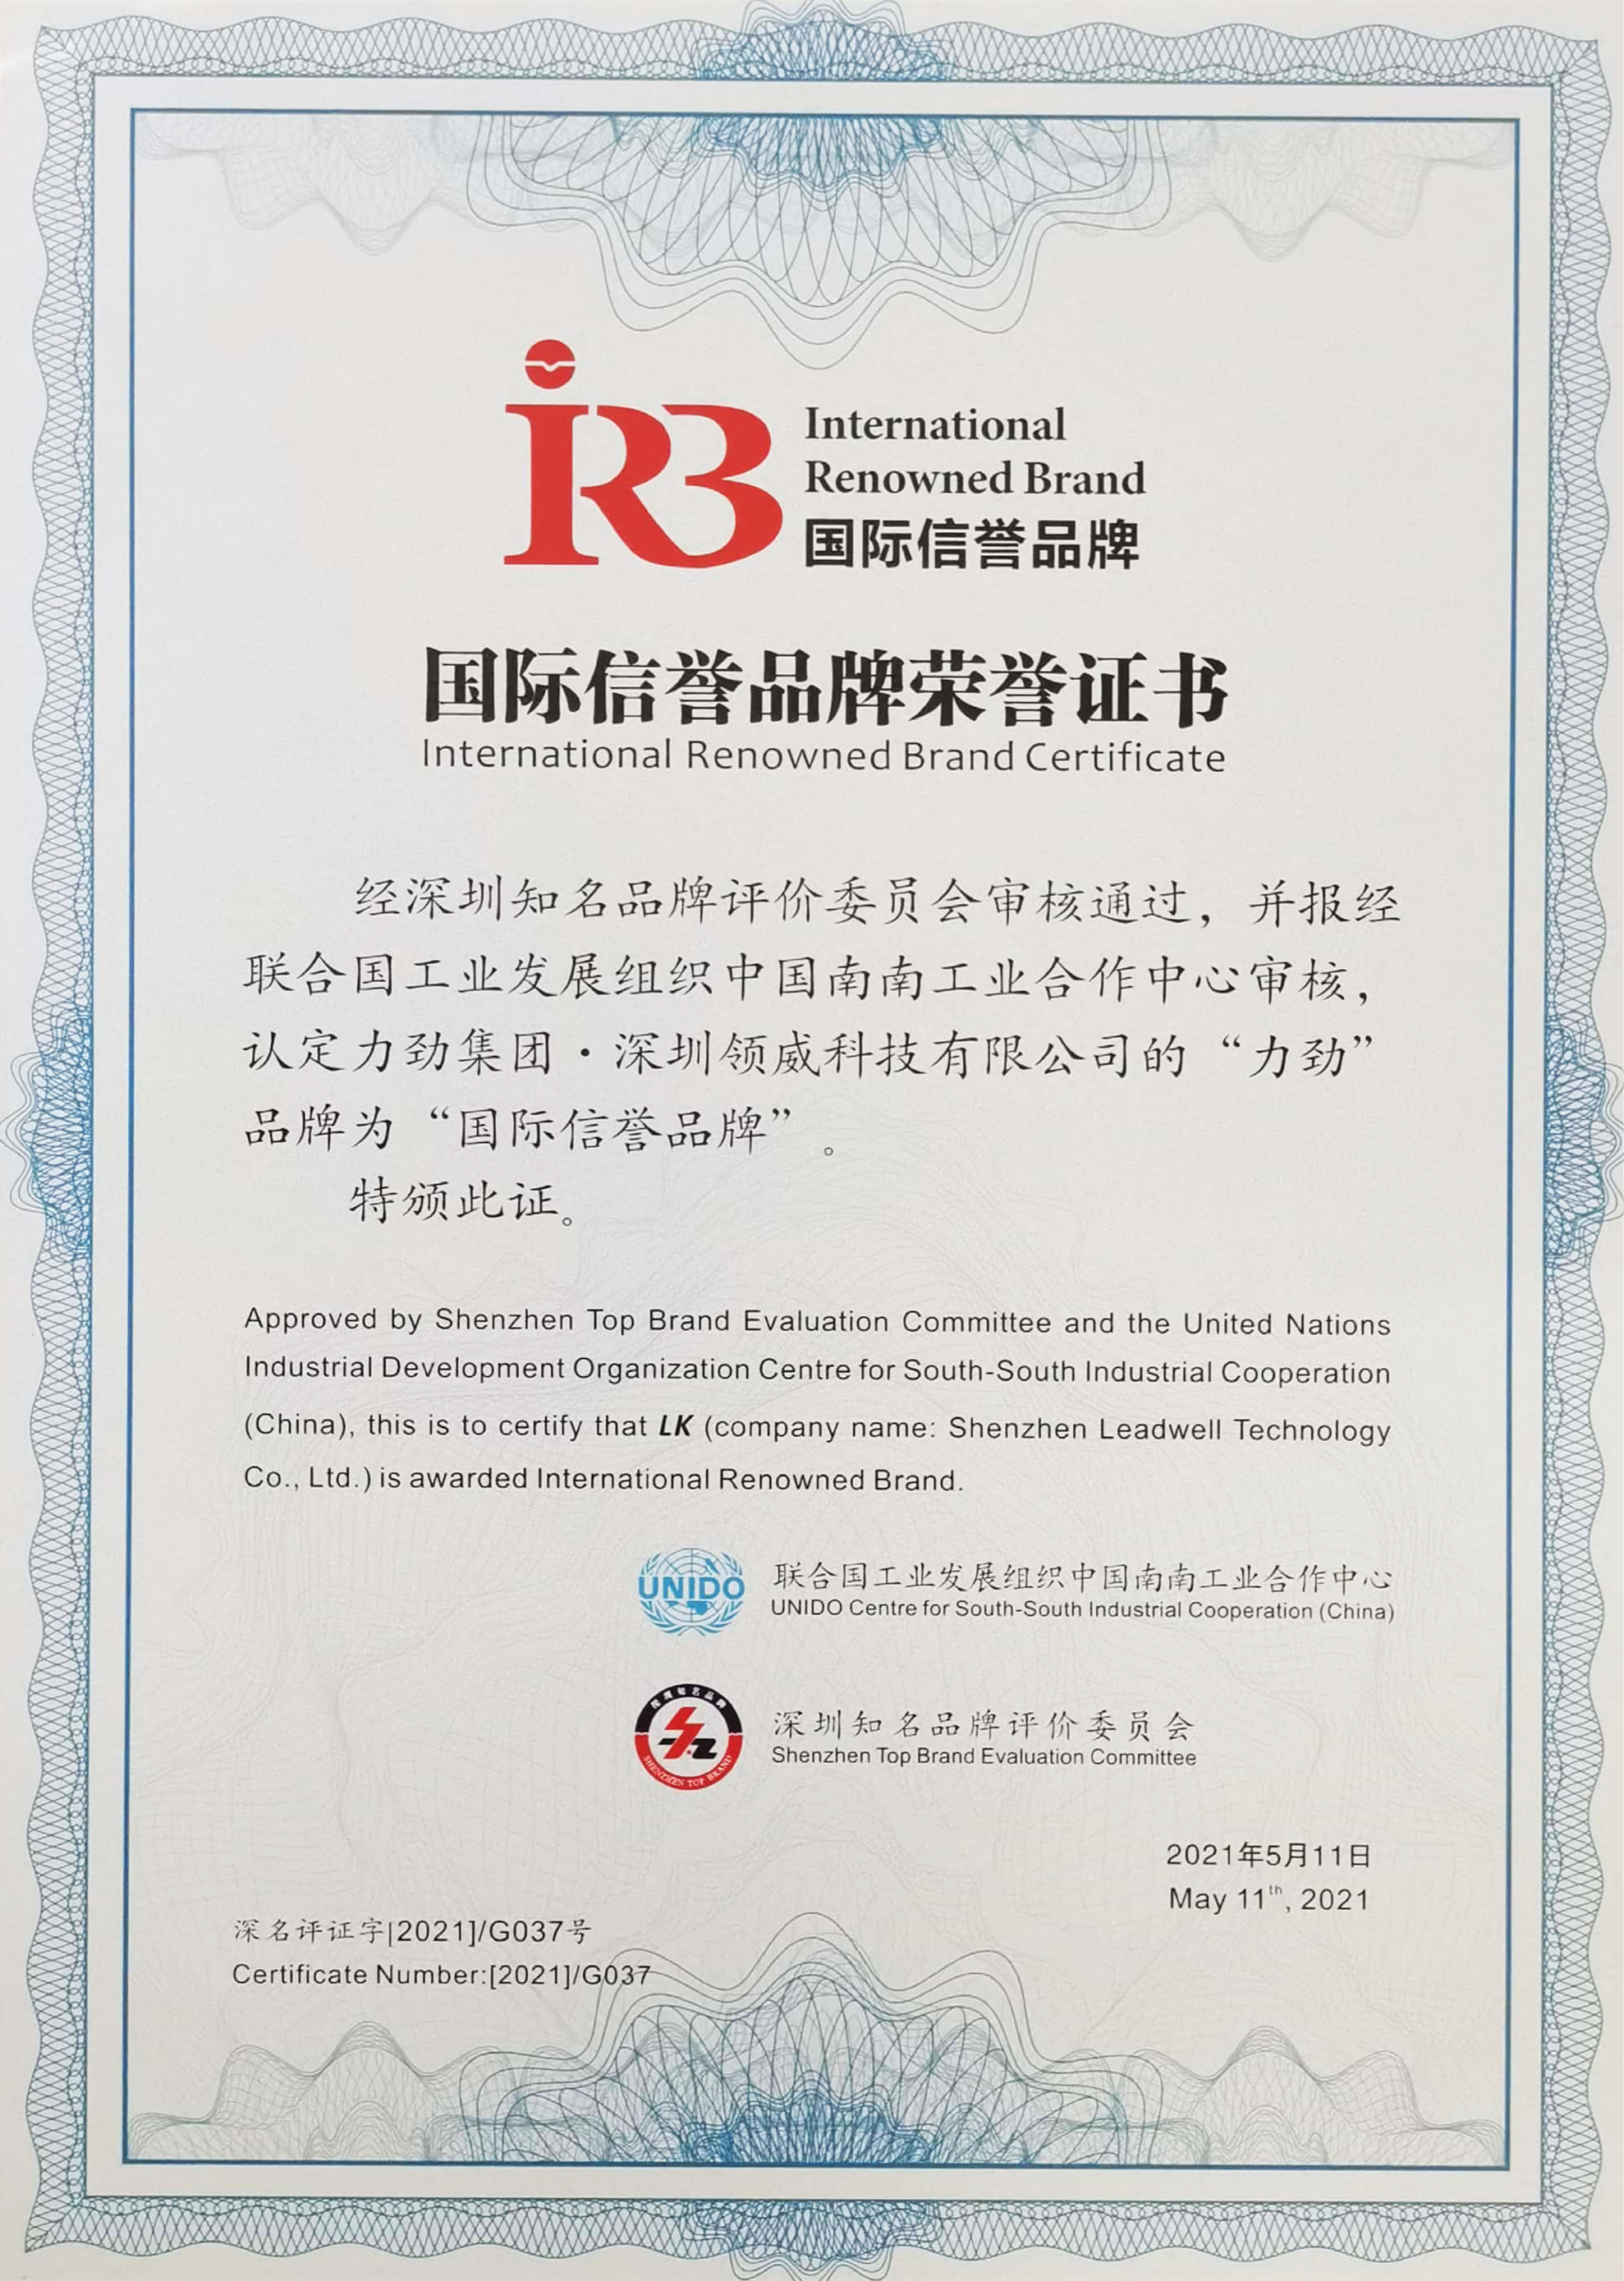 iRB
International
Renowned Brand
国际信誉品牌
国际信誉品牌荣誉证书
International Renowned Brand Certificate
经深圳知名品牌评价委员会审核通过，并报经
联合国工业发展组织中国南南工业合作中心审核，
认定力劲集团·深圳领威科技有限公司的“力劲”
品牌为“国际信誉品牌”。
特颁此证。
Approved by Shenzhen Top Brand Evaluation Committee and the United Nations
Industrial Development Organization Centre for South-South Industrial Cooperation
(China), this is to certify that LK (company name: Shenzhen Leadwell Technology
Co., Ltd.) is awarded International Renowned Brand.
UNIDO
联合国工业发展组织中国南南工业合作中心
UNIDO Centre for South-South Industrial Cooperation (China)
深圳知名品牌
SHENZHEN TOP BRAND
深圳知名品牌评价委员会
Shenzhen Top Brand Evaluation Committee
2021年5月11日
May 11th, 2021
深名评证字|2021]/G037号
Certificate Number:[2021]/G037